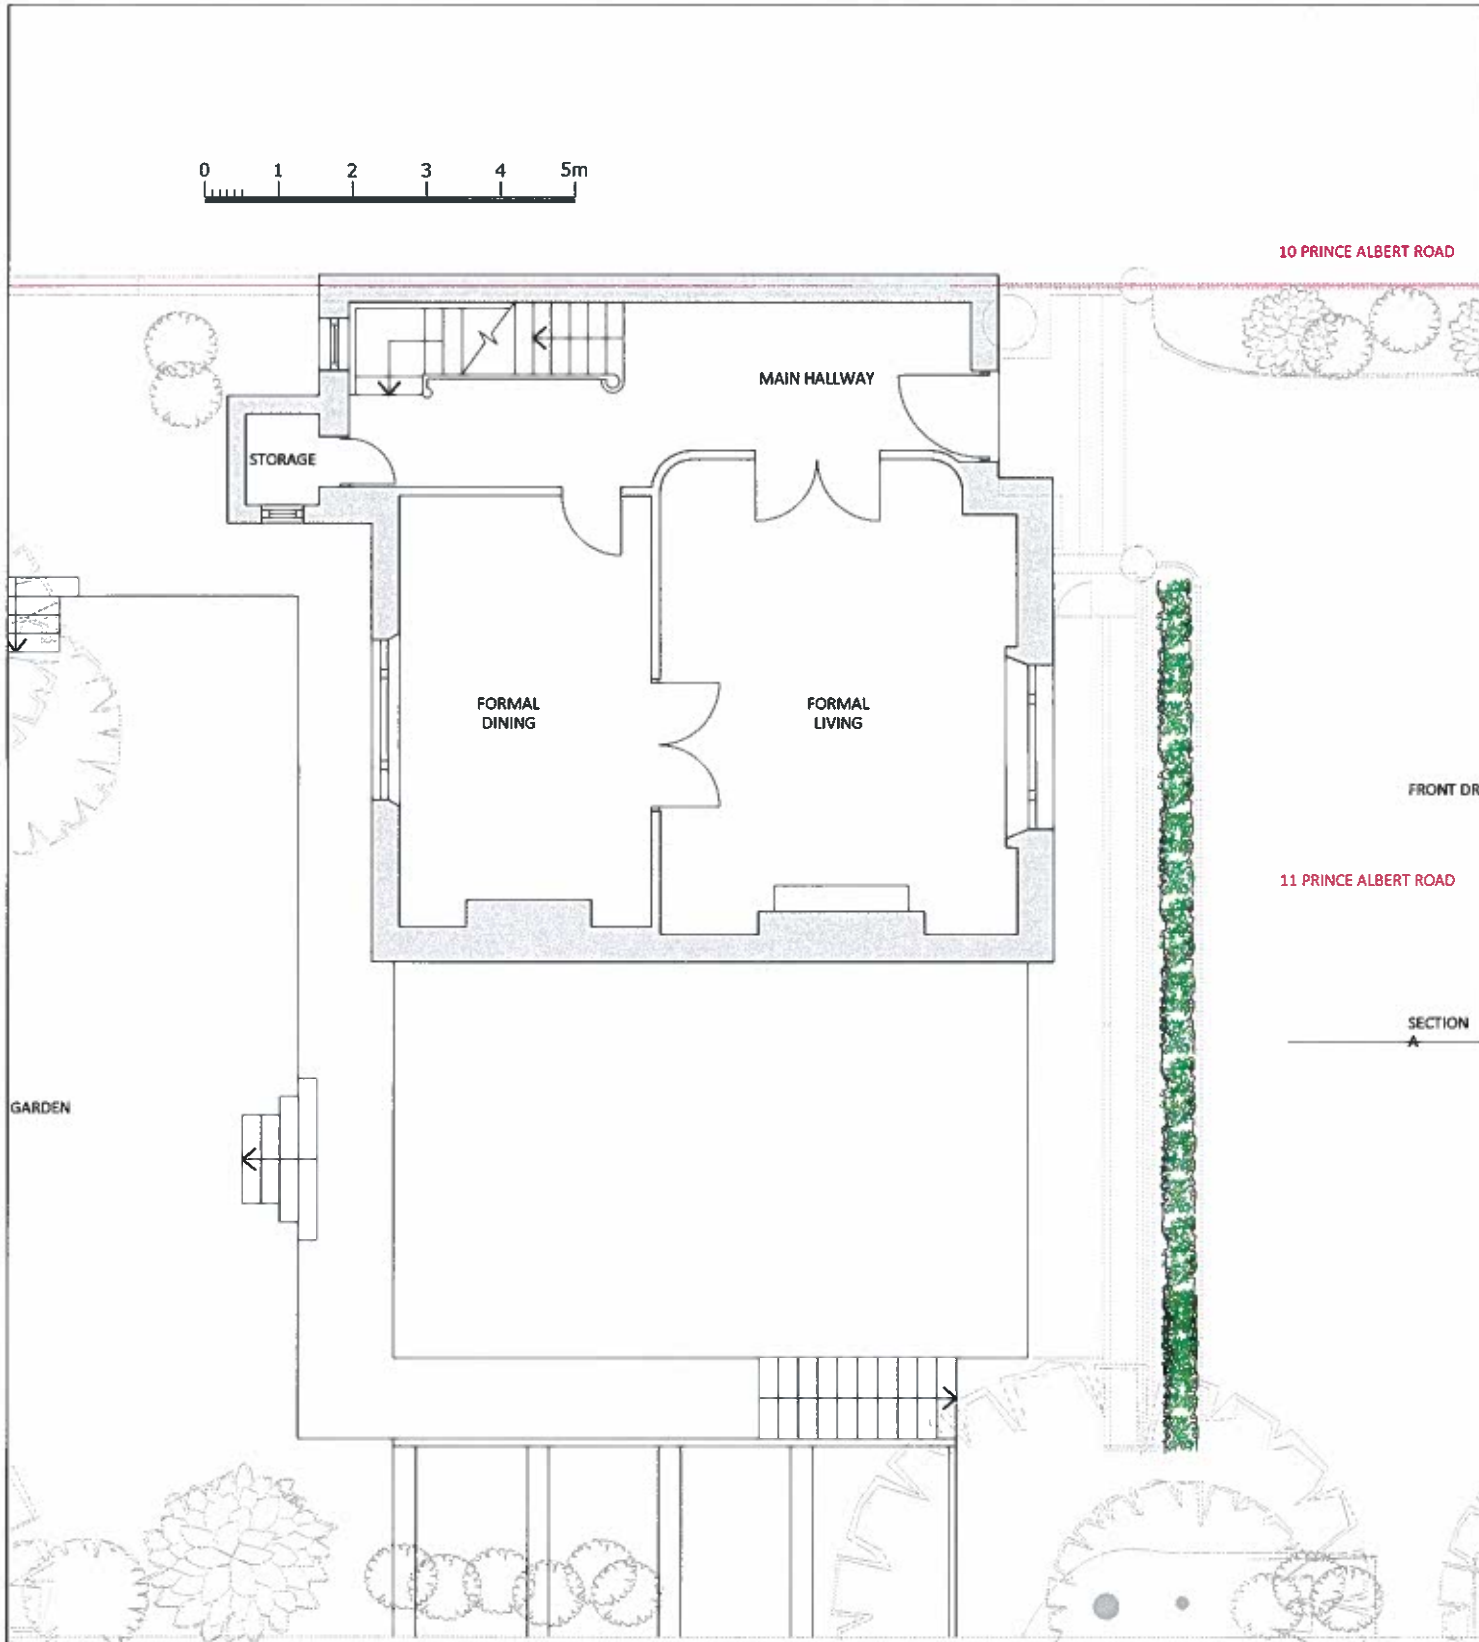 0 1 2 3 4 5m
10 PRINCE ALBERT ROAD
MAIN HALLWAY
STORAGE
FORMAL
DINING
FORMAL
LIVING
FRONT DR
11 PRINCE ALBERT ROAD
SECTION
A
GARDEN